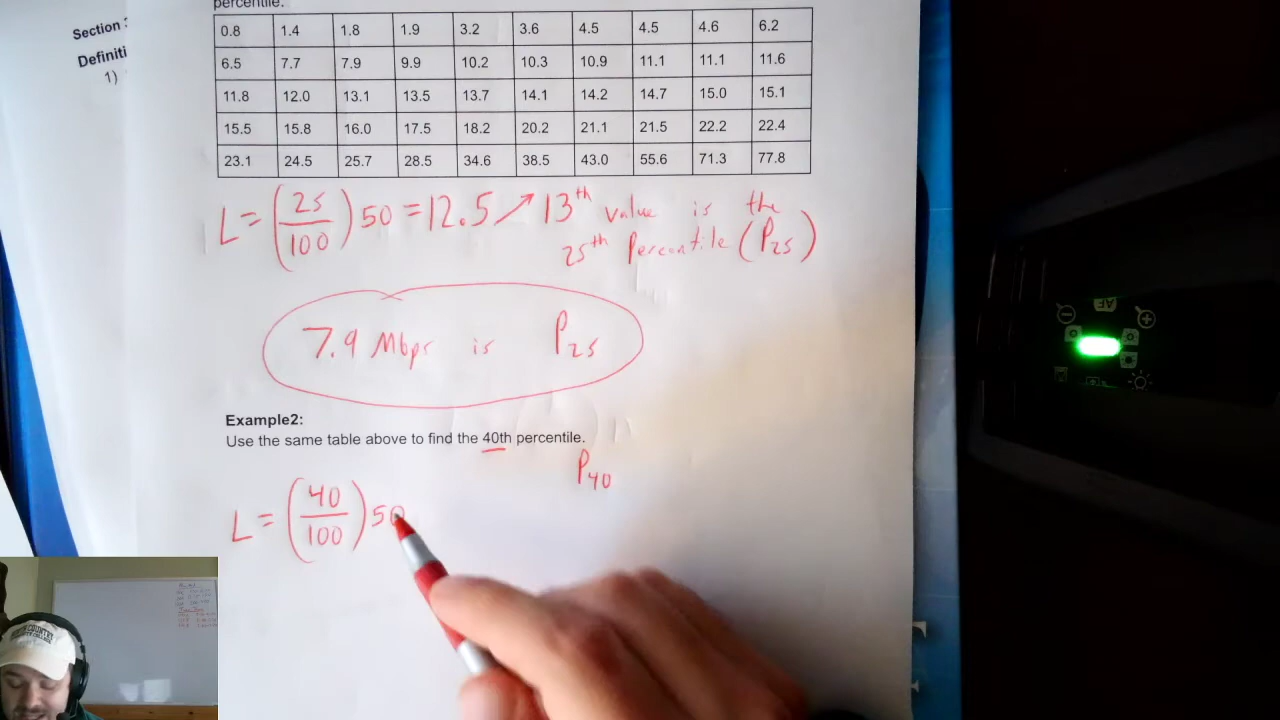 percentile.
Section
Definiti
1)
0.8 1.4 1.8 1.9 3.2 3.6 4.5 4.5 4.6 6.2
6.5 7.7 7.9 9.9 10.2 10.3 10.9 11.1 11.1 11.6
11.8 12.0 13.1 13.5 13.7 14.1 14.2 14.7 15.0 15.1
15.5 15.8 16.0 17.5 18.2 20.2 21.1 21.5 22.2 22.4
23.1 24.5 25.7 28.5 34.6 38.5 43.0 55.6 71.3 77.8
L = (25/100) 50 = 12.5 ↗ 13th value is the
25th Percentile (P25)
7.9 Mbps is P25
Example2:
Use the same table above to find the 40th percentile.
P40
L = (40/100) 50
AF